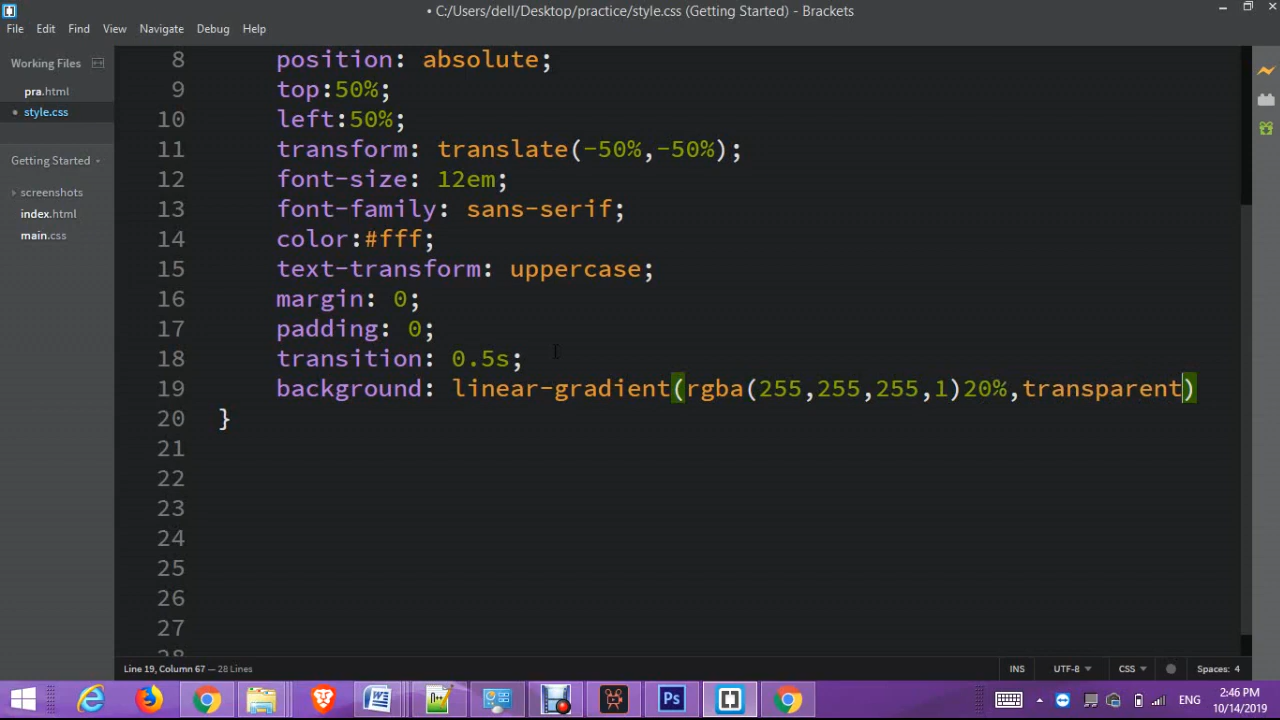 • C:/Users/dell/Desktop/practice/style.css (Getting Started) - Brackets
File Edit Find View Navigate Debug Help
Working Files
pra.html
• style.css
Getting Started
screenshots
index.html
main.css
8 position: absolute;
9 top:50%;
10 left:50%;
11 transform: translate(-50%,-50%);
12 font-size: 12em;
13 font-family: sans-serif;
14 color:#fff;
15 text-transform: uppercase;
16 margin: 0;
17 padding: 0;
18 transition: 0.5s;
19 background: linear-gradient(rgba(255,255,255,1)20%,transparent)
20 }
21
22
23
24
25
26
27
28
Line 19, Column 67 — 28 Lines
INS UTF-8 CSS Spaces: 4
Ps
ENG
2:46 PM
10/14/2019